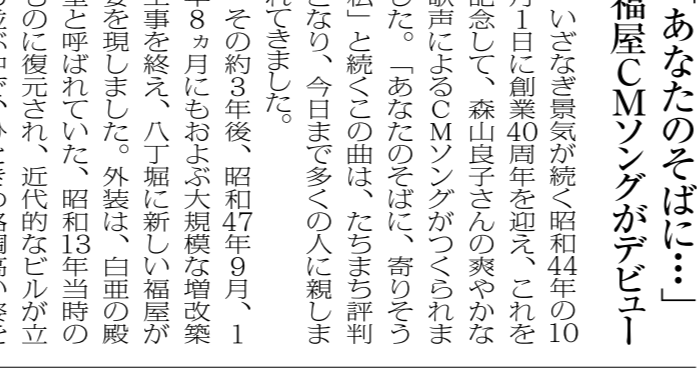 「あなたのそばに…」
福屋CMソングがデビュー
いざなぎ景気が続く昭和44年の10
月1日に創業40周年を迎え、これを
記念して、森山良子さんの爽やかな
歌声によるCMソングがつくられま
した。「あなたのそばに、寄りそう
私」と続くこの曲は、たちまち評判
となり、今日まで多くの人に親しま
れてきました。
その約3年後、昭和47年9月、1
年8ヵ月にもおよぶ大規模な増改築
工事を終え、八丁堀に新しい福屋が
姿を現しました。外装は、白亜の殿
堂と呼ばれていた、昭和13年当時の
ものに復元され、近代的なビルが立